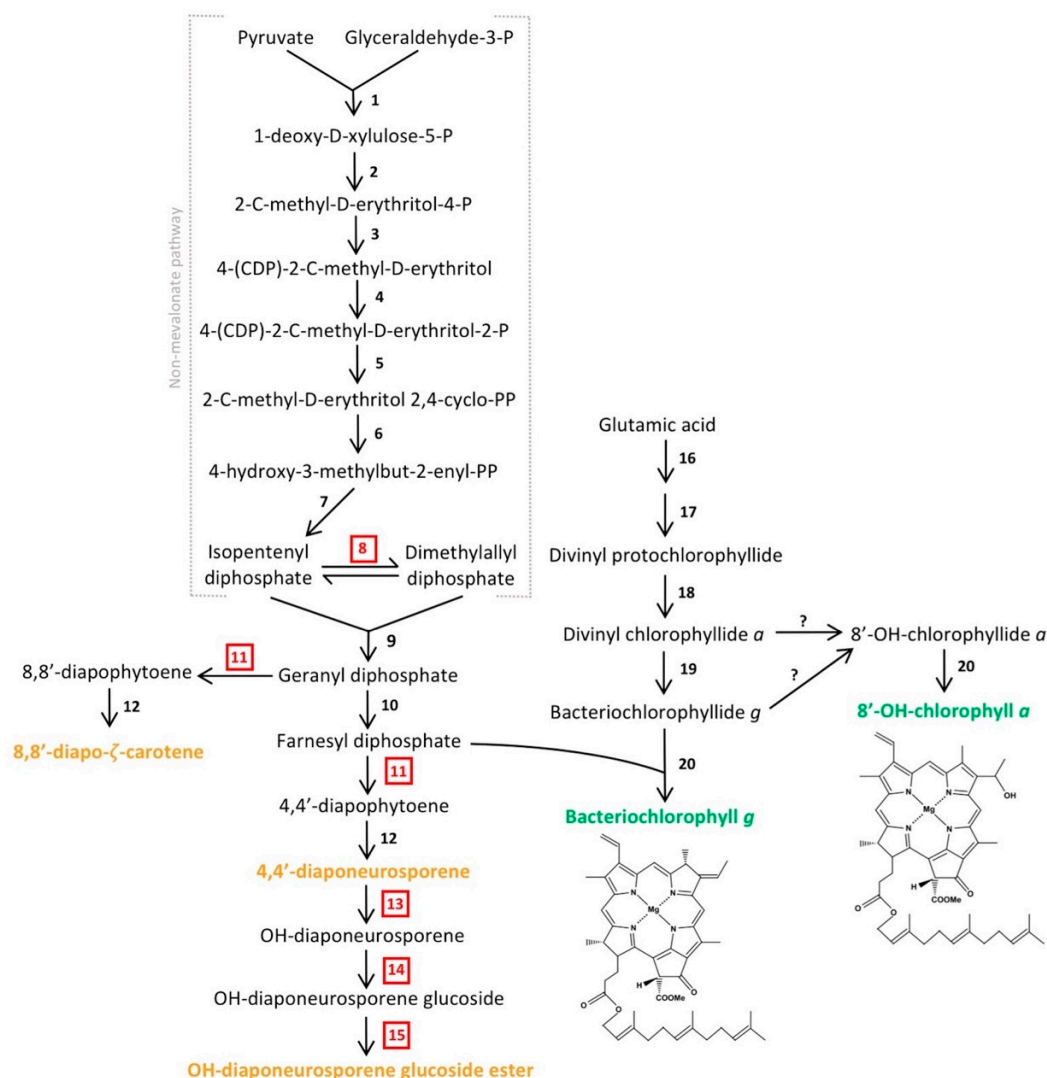 Pyruvate Glyceraldehyde-3-P
1
1-deoxy-D-xylulose-5-P
2
2-C-methyl-D-erythritol-4-P
3
4-(CDP)-2-C-methyl-D-erythritol
4
4-(CDP)-2-C-methyl-D-erythritol-2-P
5
2-C-methyl-D-erythritol 2,4-cyclo-PP
6
4-hydroxy-3-methylbut-2-enyl-PP
7
Isopentenyl
diphosphate
8
Dimethylallyl
diphosphate
Non-mevalonate pathway
9
Geranyl diphosphate
11
8,8’-diapophytoene
12
8,8’-diapo-ζ-carotene
10
Farnesyl diphosphate
11
4,4’-diapophytoene
12
4,4’-diaponeurosporene
13
OH-diaponeurosporene
14
OH-diaponeurosporene glucoside
15
OH-diaponeurosporene glucoside ester
Glutamic acid
16
17
Divinyl protochlorophyllide
18
Divinyl chlorophyllide a
?
8’-OH-chlorophyllide a
19
?
20
Bacteriochlorophyllide g
8’-OH-chlorophyll a
20
Bacteriochlorophyll g
N
N
Mg
N
N
H
O
COOMe
O
O
N
N
OH
Mg
N
N
H
O
COOMe
O
O